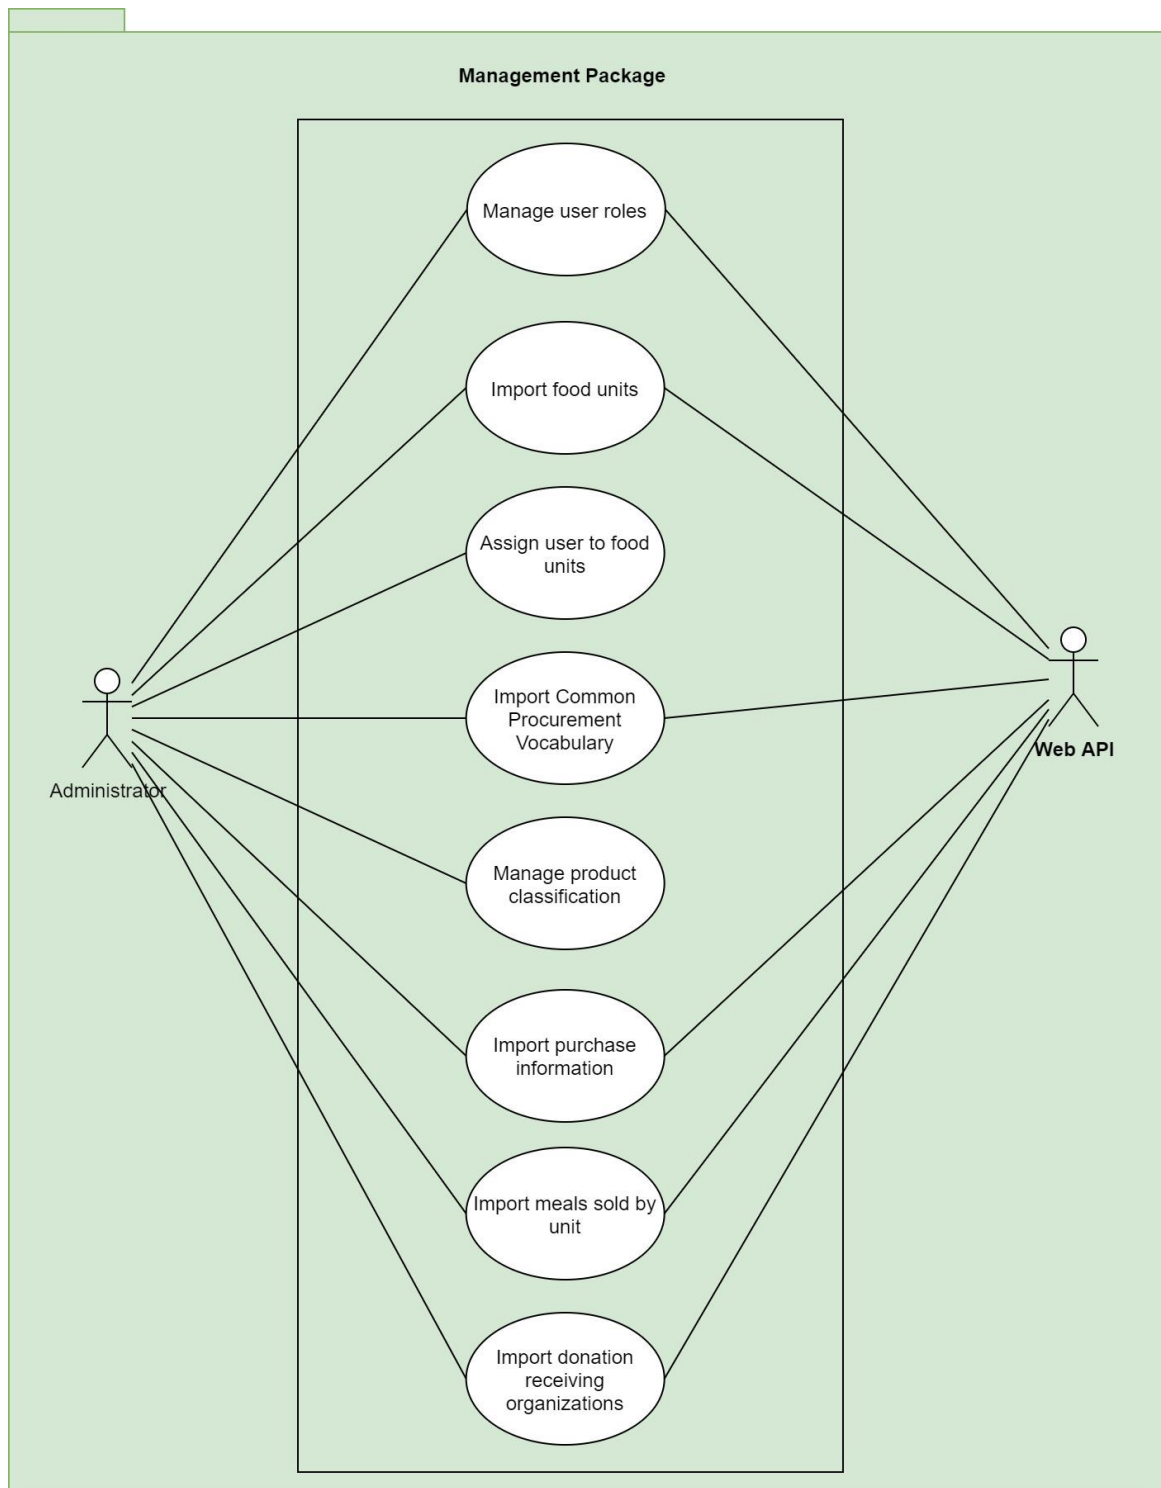 Management Package
Manage user roles
Import food units
Assign user to food
units
Import Common
Procurement
Vocabulary
Web API
Administrator
Manage product
classification
Import purchase
information
Import meals sold by
unit
Import donation
receiving
organizations